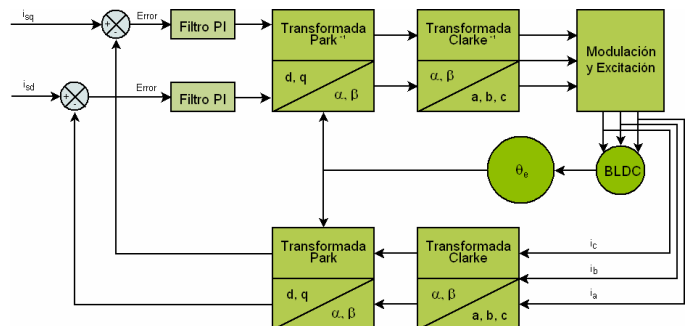 i_sq
+
-
Error
Filtro PI
Transformada
Park⁻¹
d, q
α, β
Transformada
Clarke⁻¹
α, β
a, b, c
Modulación
y Excitación
i_sd
+
-
Error
Filtro PI
θ_e
BLDC
Transformada
Park
d, q
α, β
Transformada
Clarke
α, β
a, b, c
i_c
i_b
i_a